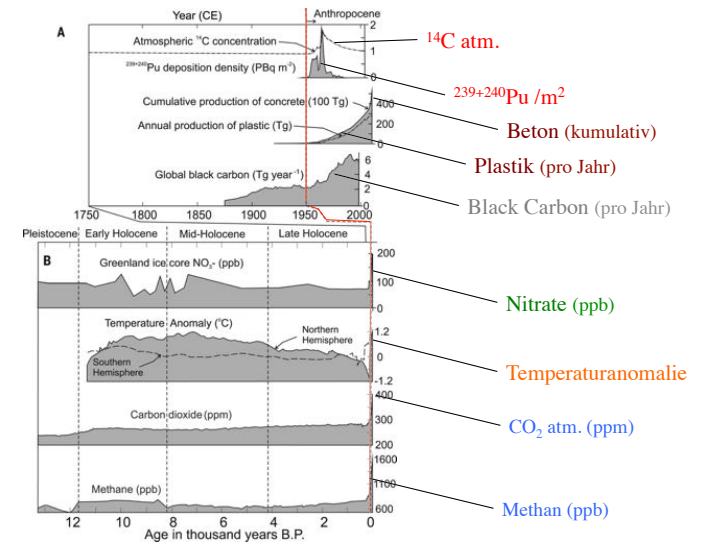 Year (CE)
Anthropocene
A
2
Atmospheric ¹⁴C concentration
¹⁴C atm.
1
²³⁹⁺²⁴⁰Pu deposition density (PBq m⁻²)
0
²³⁹⁺²⁴⁰Pu /m²
Cumulative production of concrete (100 Tg)
400
Beton (kumulativ)
Annual production of plastic (Tg)
200
0
Plastik (pro Jahr)
6
Global black carbon (Tg year⁻¹)
4
2
0
Black Carbon (pro Jahr)
1750 1800 1850 1900 1950 2000
Pleistocene Early Holocene Mid-Holocene Late Holocene
B
200
Greenland ice core NO₃- (ppb)
100
Nitrate (ppb)
0
Temperature Anomaly (°C)
1.2
Northern
Hemisphere
0
Southern
Hemisphere
Temperaturanomalie
-1.2
400
Carbon dioxide (ppm)
300
CO₂ atm. (ppm)
200
1600
1100
Methane (ppb)
Methan (ppb)
600
12 10 8 6 4 2 0
Age in thousand years B.P.